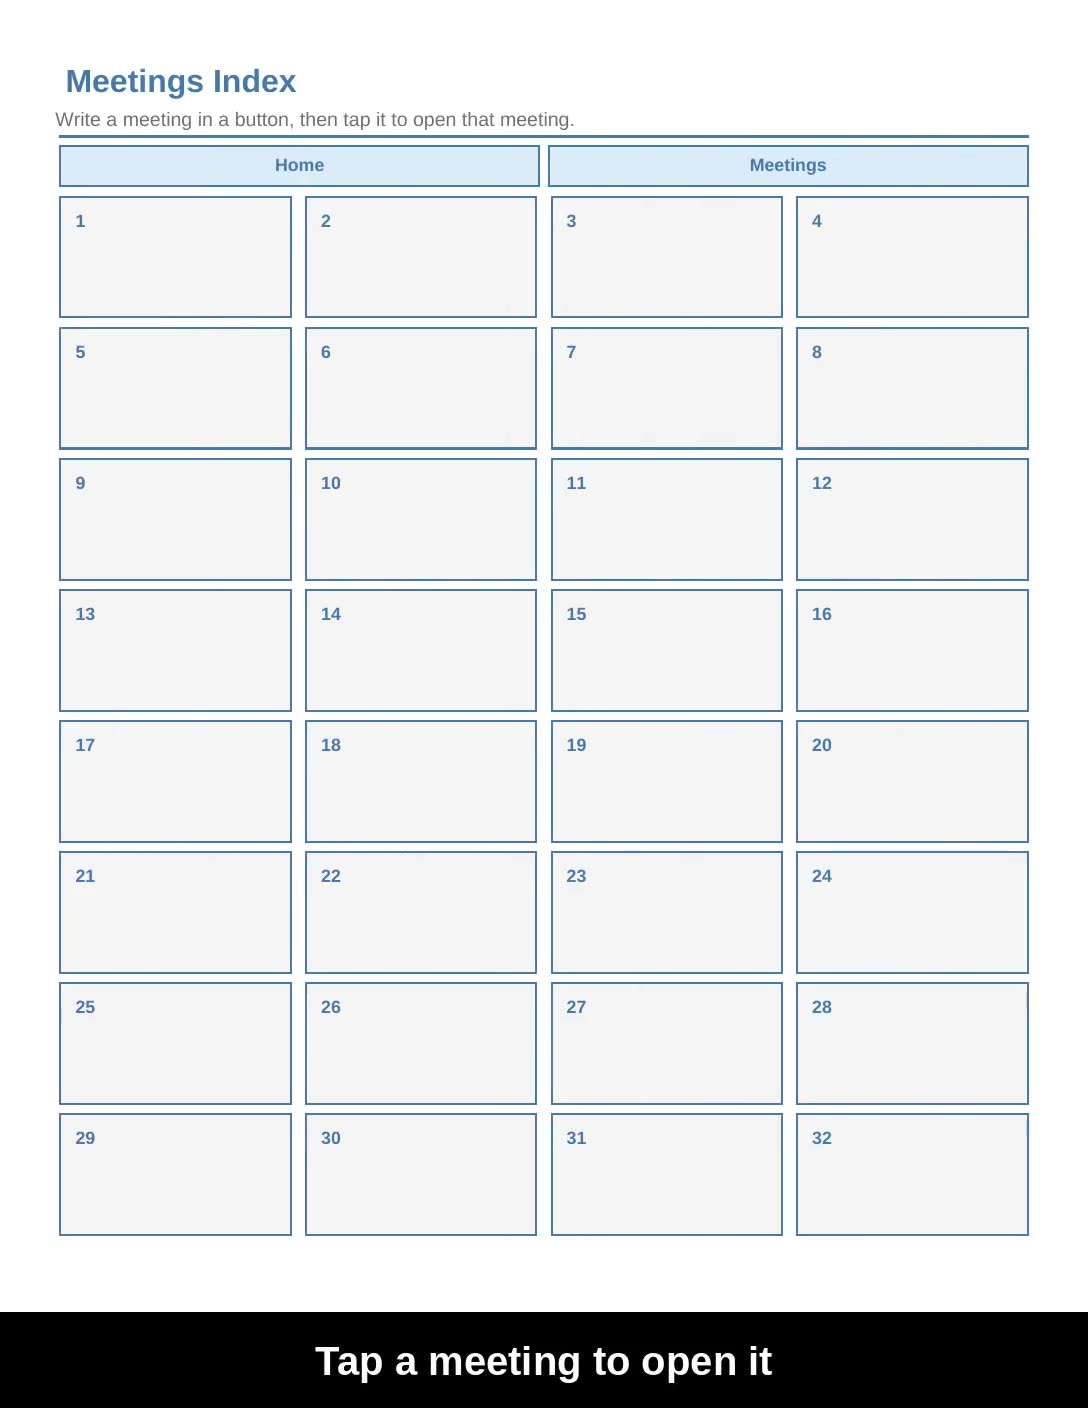 Meetings Index
Write a meeting in a button, then tap it to open that meeting.
Home Meetings
1 2 3 4
5 6 7 8
9 10 11 12
13 14 15 16
17 18 19 20
21 22 23 24
25 26 27 28
29 30 31 32
Tap a meeting to open it